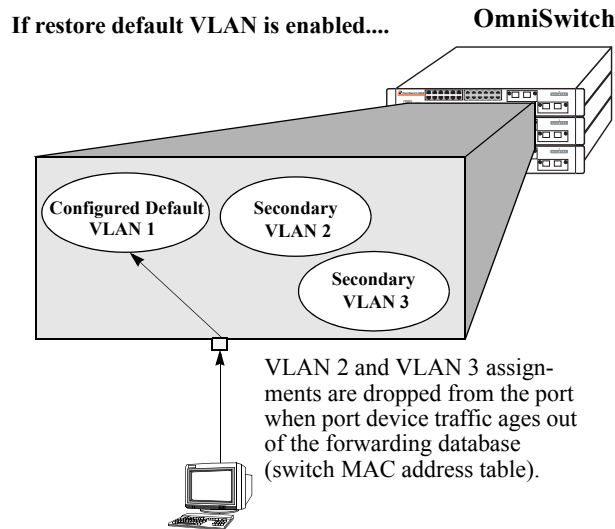 If restore default VLAN is enabled....
OmniSwitch
Configured Default
VLAN 1
Secondary
VLAN 2
Secondary
VLAN 3
VLAN 2 and VLAN 3 assign-
ments are dropped from the port
when port device traffic ages out
of the forwarding database
(switch MAC address table).